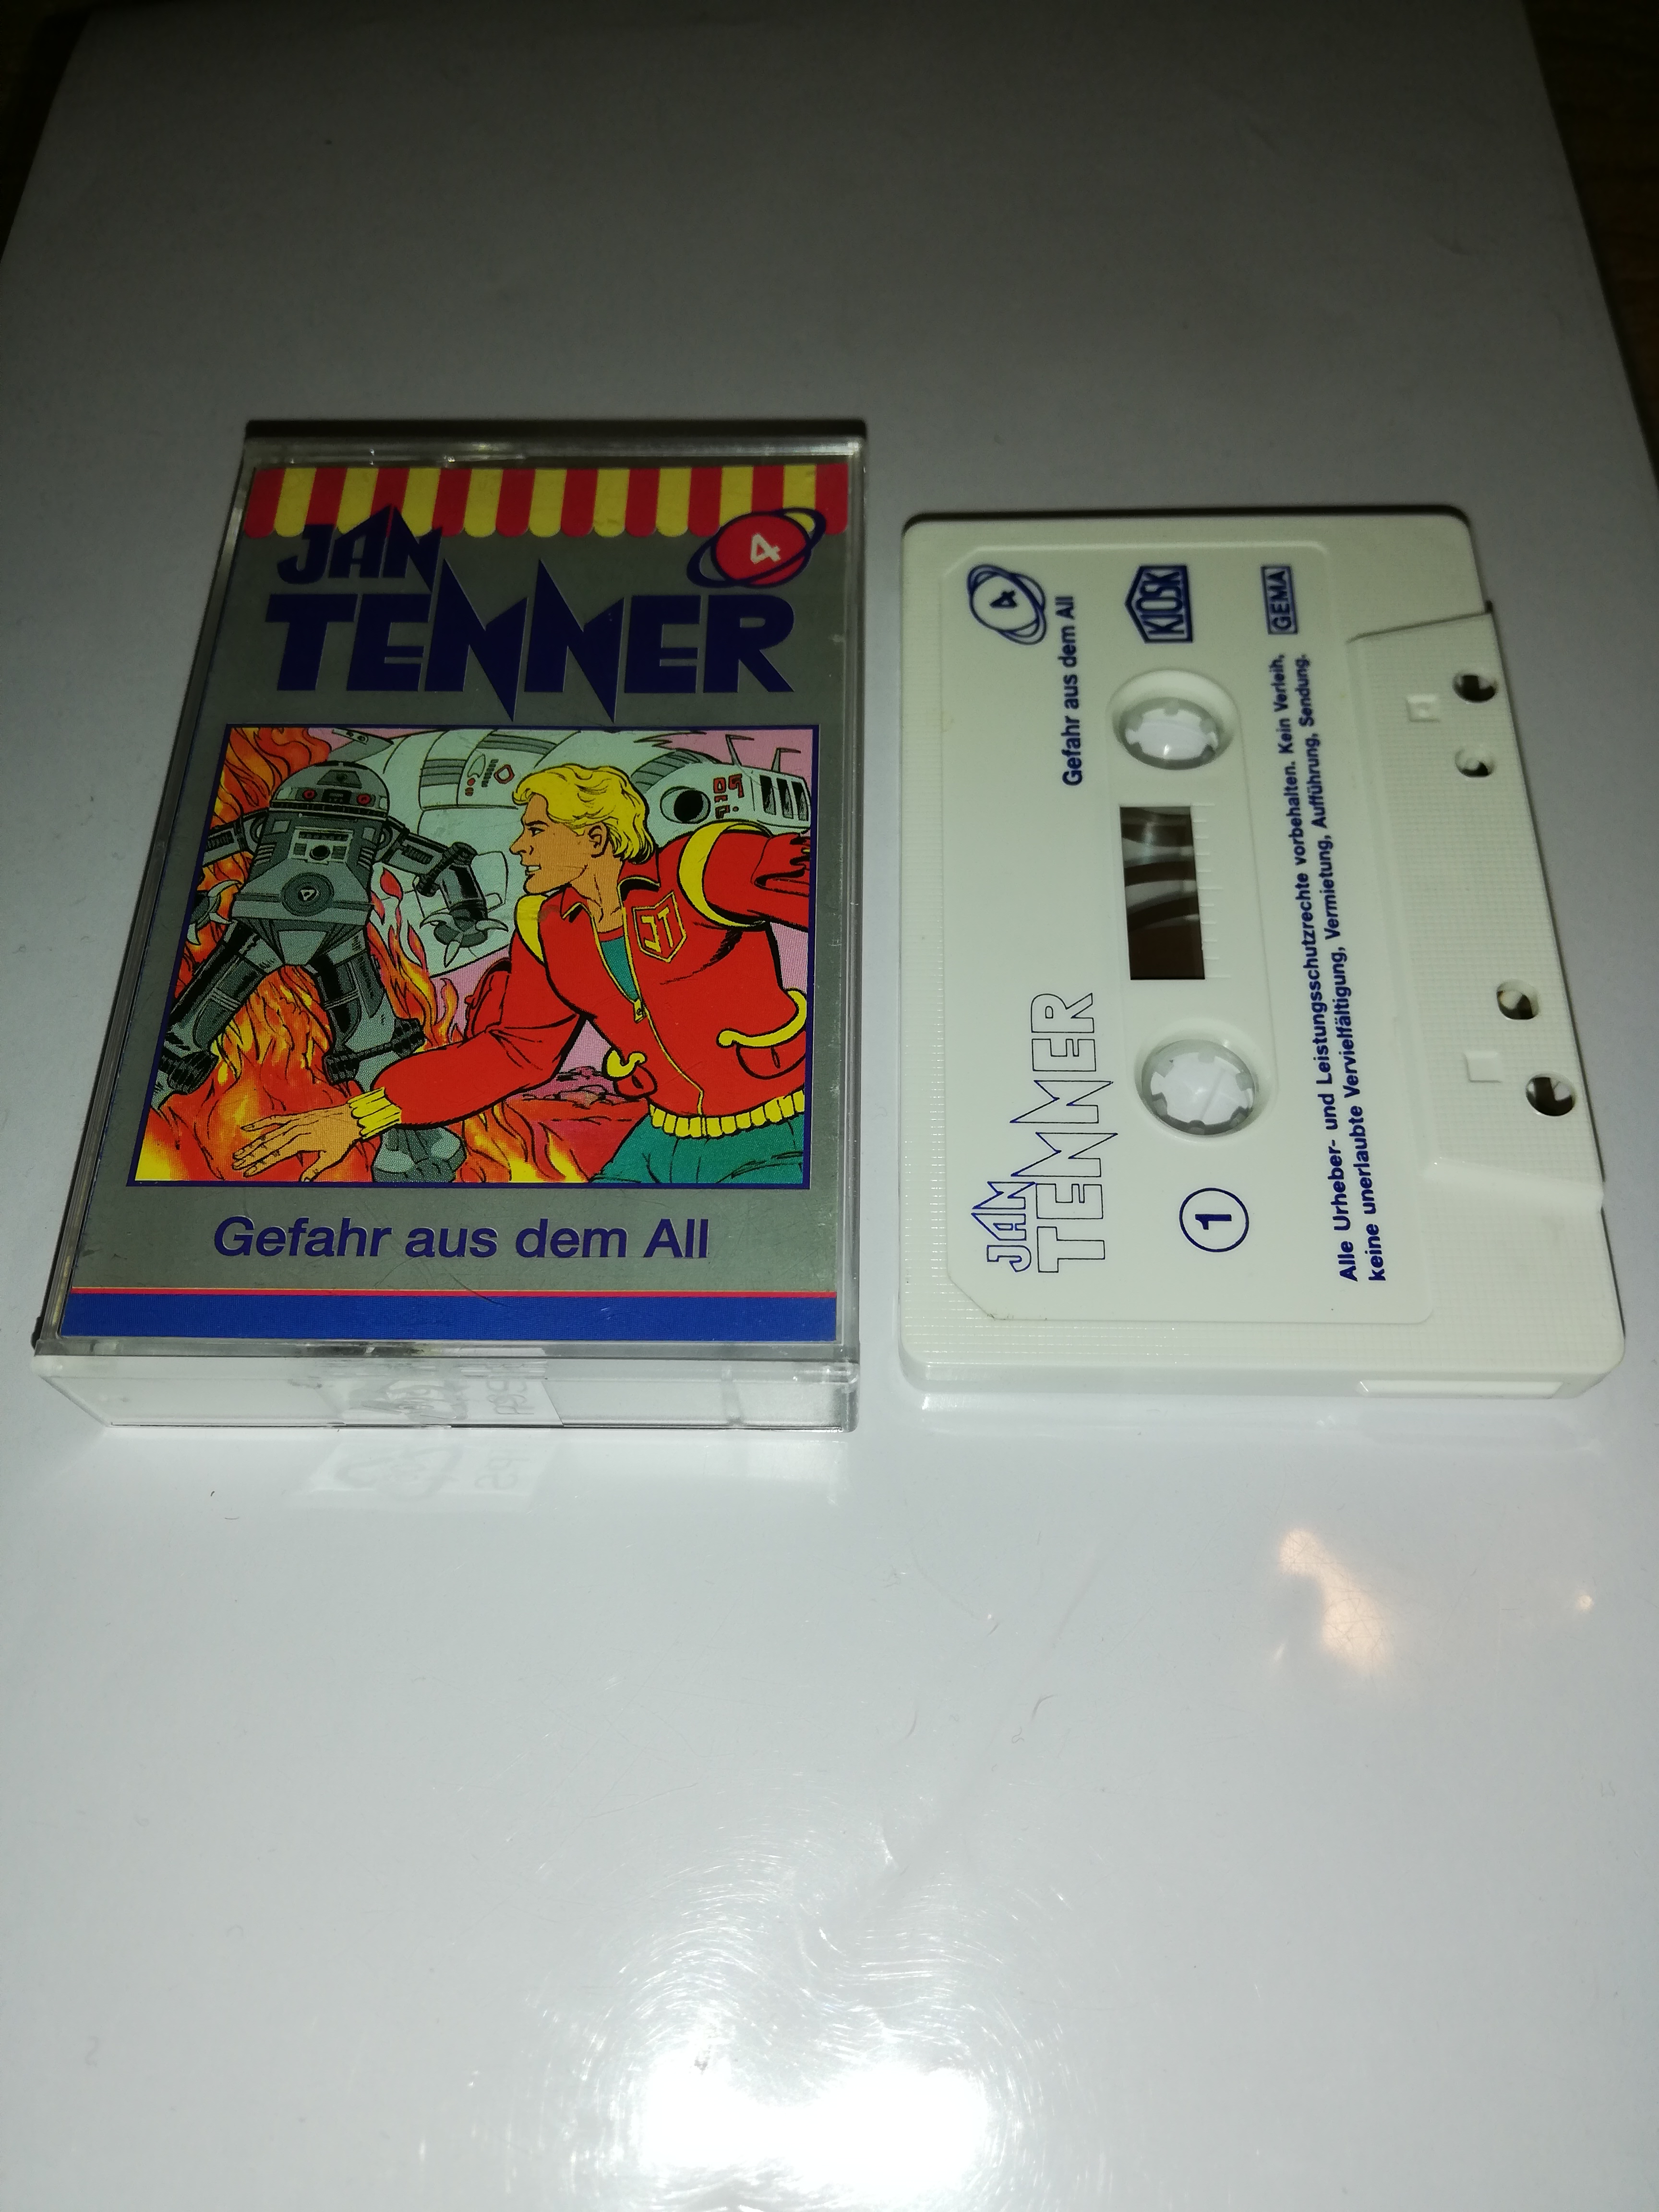 JAN
TENNER
4
JT
Gefahr aus dem All
JAN
TENNER
4
Gefahr aus dem All
1
KIOSK
GEMA
Alle Urheber- und Leistungsschutzrechte vorbehalten. Kein Verleih,
keine unerlaubte Vervielfältigung, Vermietung, Aufführung, Sendung.